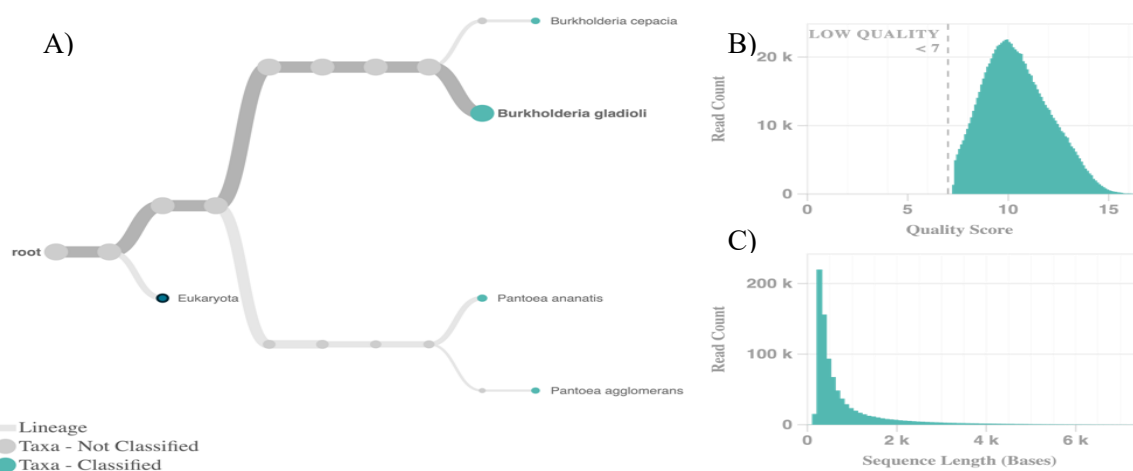 A)
Burkholderia cepacia
Burkholderia gladioli
root
Eukaryota
Pantoea ananatis
Pantoea agglomerans
Lineage
Taxa - Not Classified
Taxa - Classified
B)
LOW QUALITY
< 7
20 k
10 k
0
Read Count
0 5 10 15
Quality Score
C)
200 k
100 k
0
Read Count
0 2 k 4 k 6 k
Sequence Length (Bases)